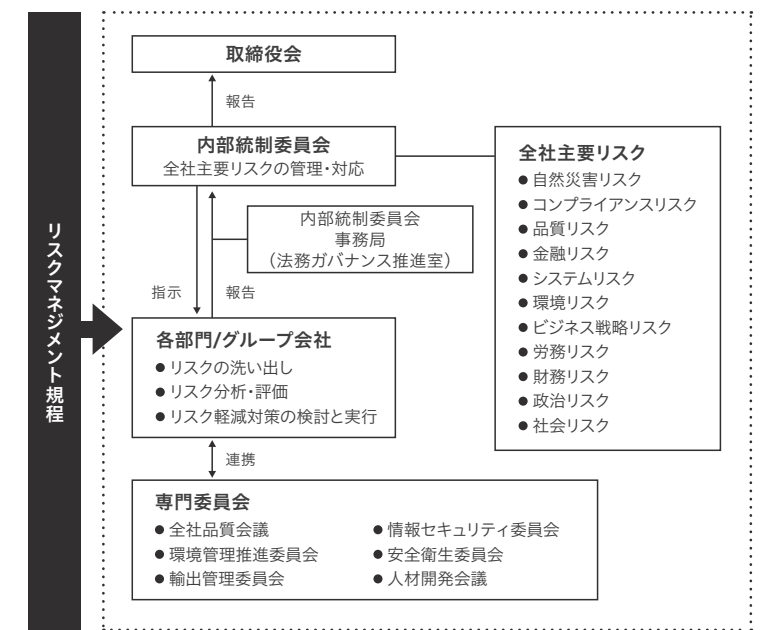 リスクマネジメント規程
取締役会
報告
内部統制委員会
全社主要リスクの管理・対応
内部統制委員会
事務局
（法務ガバナンス推進室）
指示
報告
各部門/グループ会社
● リスクの洗い出し
● リスク分析・評価
● リスク軽減対策の検討と実行
連携
専門委員会
● 全社品質会議
● 環境管理推進委員会
● 輸出管理委員会
● 情報セキュリティ委員会
● 安全衛生委員会
● 人材開発会議
全社主要リスク
● 自然災害リスク
● コンプライアンスリスク
● 品質リスク
● 金融リスク
● システムリスク
● 環境リスク
● ビジネス戦略リスク
● 労務リスク
● 財務リスク
● 政治リスク
● 社会リスク